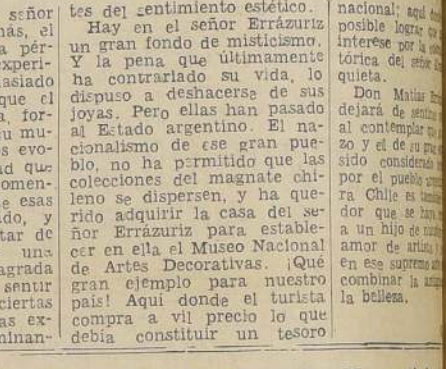 señor
más, el
a pér-
experi-
asiado
que el
a, for-
su mu-
s evo-
ad que
omen-
e esas
do, y
tar de
una
agrada
sentir
ciertas
as ex-
minan-
tes del sentimiento estético.
Hay en el señor Errázuriz
un gran fondo de misticismo.
Y la pena que últimamente
ha contrariado su vida, lo
dispuso a deshacerse de sus
joyas. Pero ellas han pasado
al Estado argentino. El na-
cionalismo de ese gran pue-
blo, no ha permitido que las
colecciones del magnate chi-
leno se dispersen, y ha que-
rido adquirir la casa del se-
ñor Errázuriz para estable-
cer en ella el Museo Nacional
de Artes Decorativas. ¡Qué
gran ejemplo para nuestro
país! Aquí donde el turista
compra a vil precio lo que
debía constituir un tesoro
nacional; aquí
posible lograr
interese por la
tórica del señor
quieta.
Don Matías
dejará de
al contemplar
zo y el de su
sido considerado
por el pueblo
ra Chile es
dor que se
a un hijo de
amor de
en ese supremo
combinar la
la belleza.